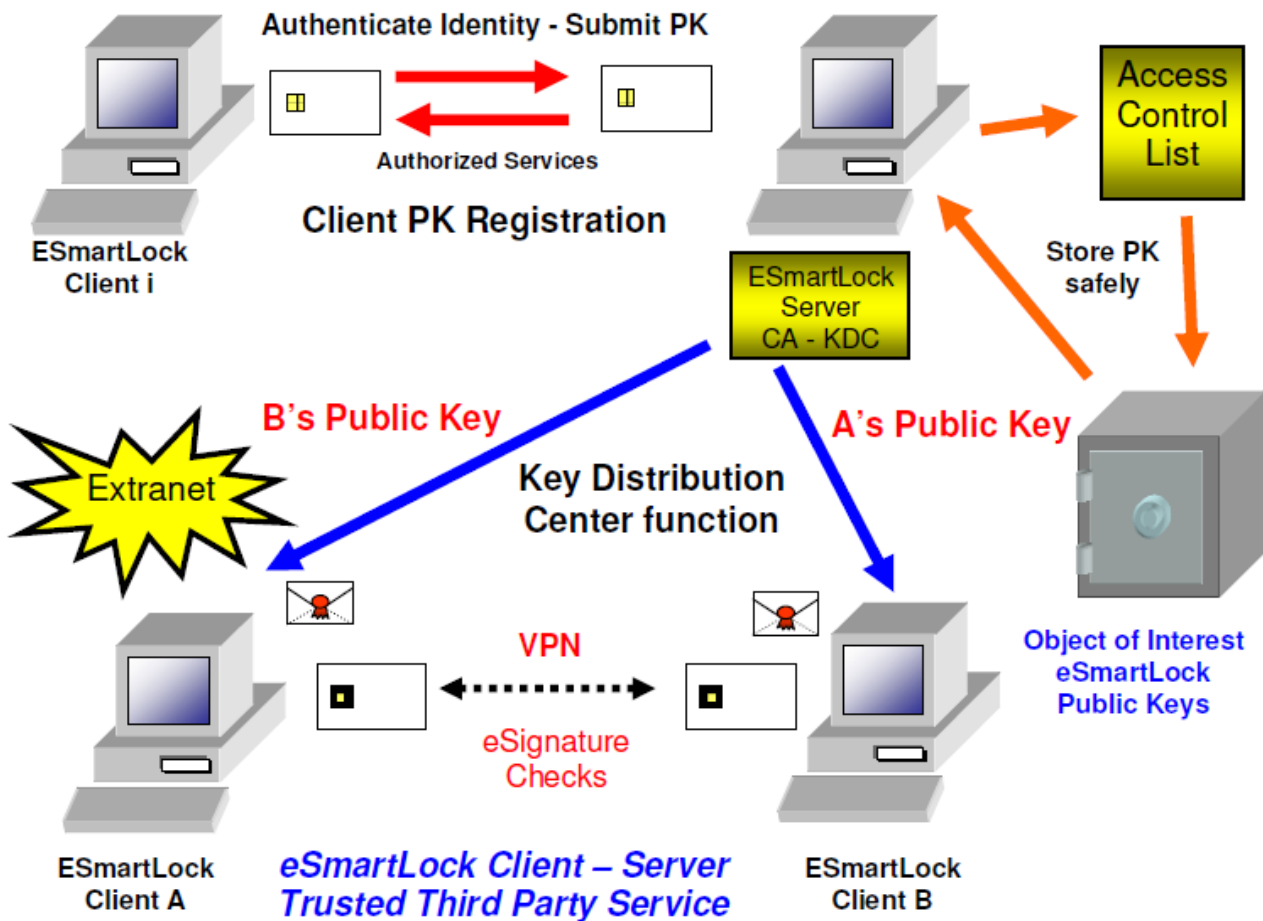 Authenticate Identity - Submit PK
Authorized Services
Client PK Registration
ESmartLock
Client i
Access
Control
List
Store PK
safely
ESmartLock
Server
CA - KDC
B's Public Key
A's Public Key
Extranet
Key Distribution
Center function
VPN
eSignature
Checks
Object of Interest
eSmartLock
Public Keys
ESmartLock
Client A
eSmartLock Client – Server
Trusted Third Party Service
ESmartLock
Client B